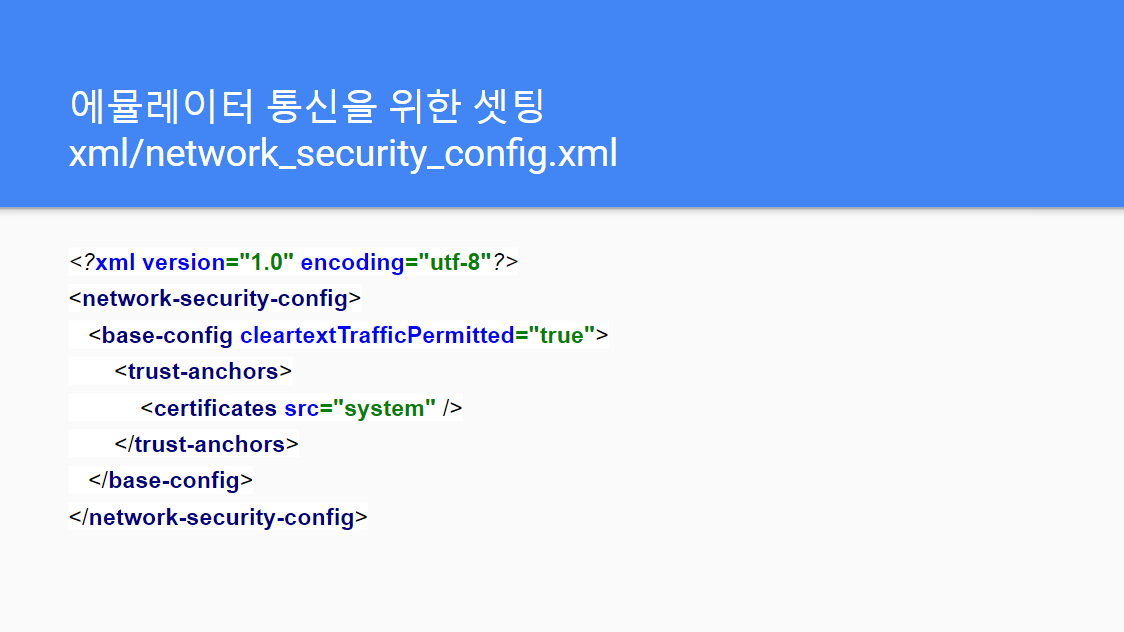 에뮬레이터 통신을 위한 셋팅
xml/network_security_config.xml
<?xml version="1.0" encoding="utf-8"?>
<network-security-config>
<base-config cleartextTrafficPermitted="true">
<trust-anchors>
<certificates src="system" />
</trust-anchors>
</base-config>
</network-security-config>